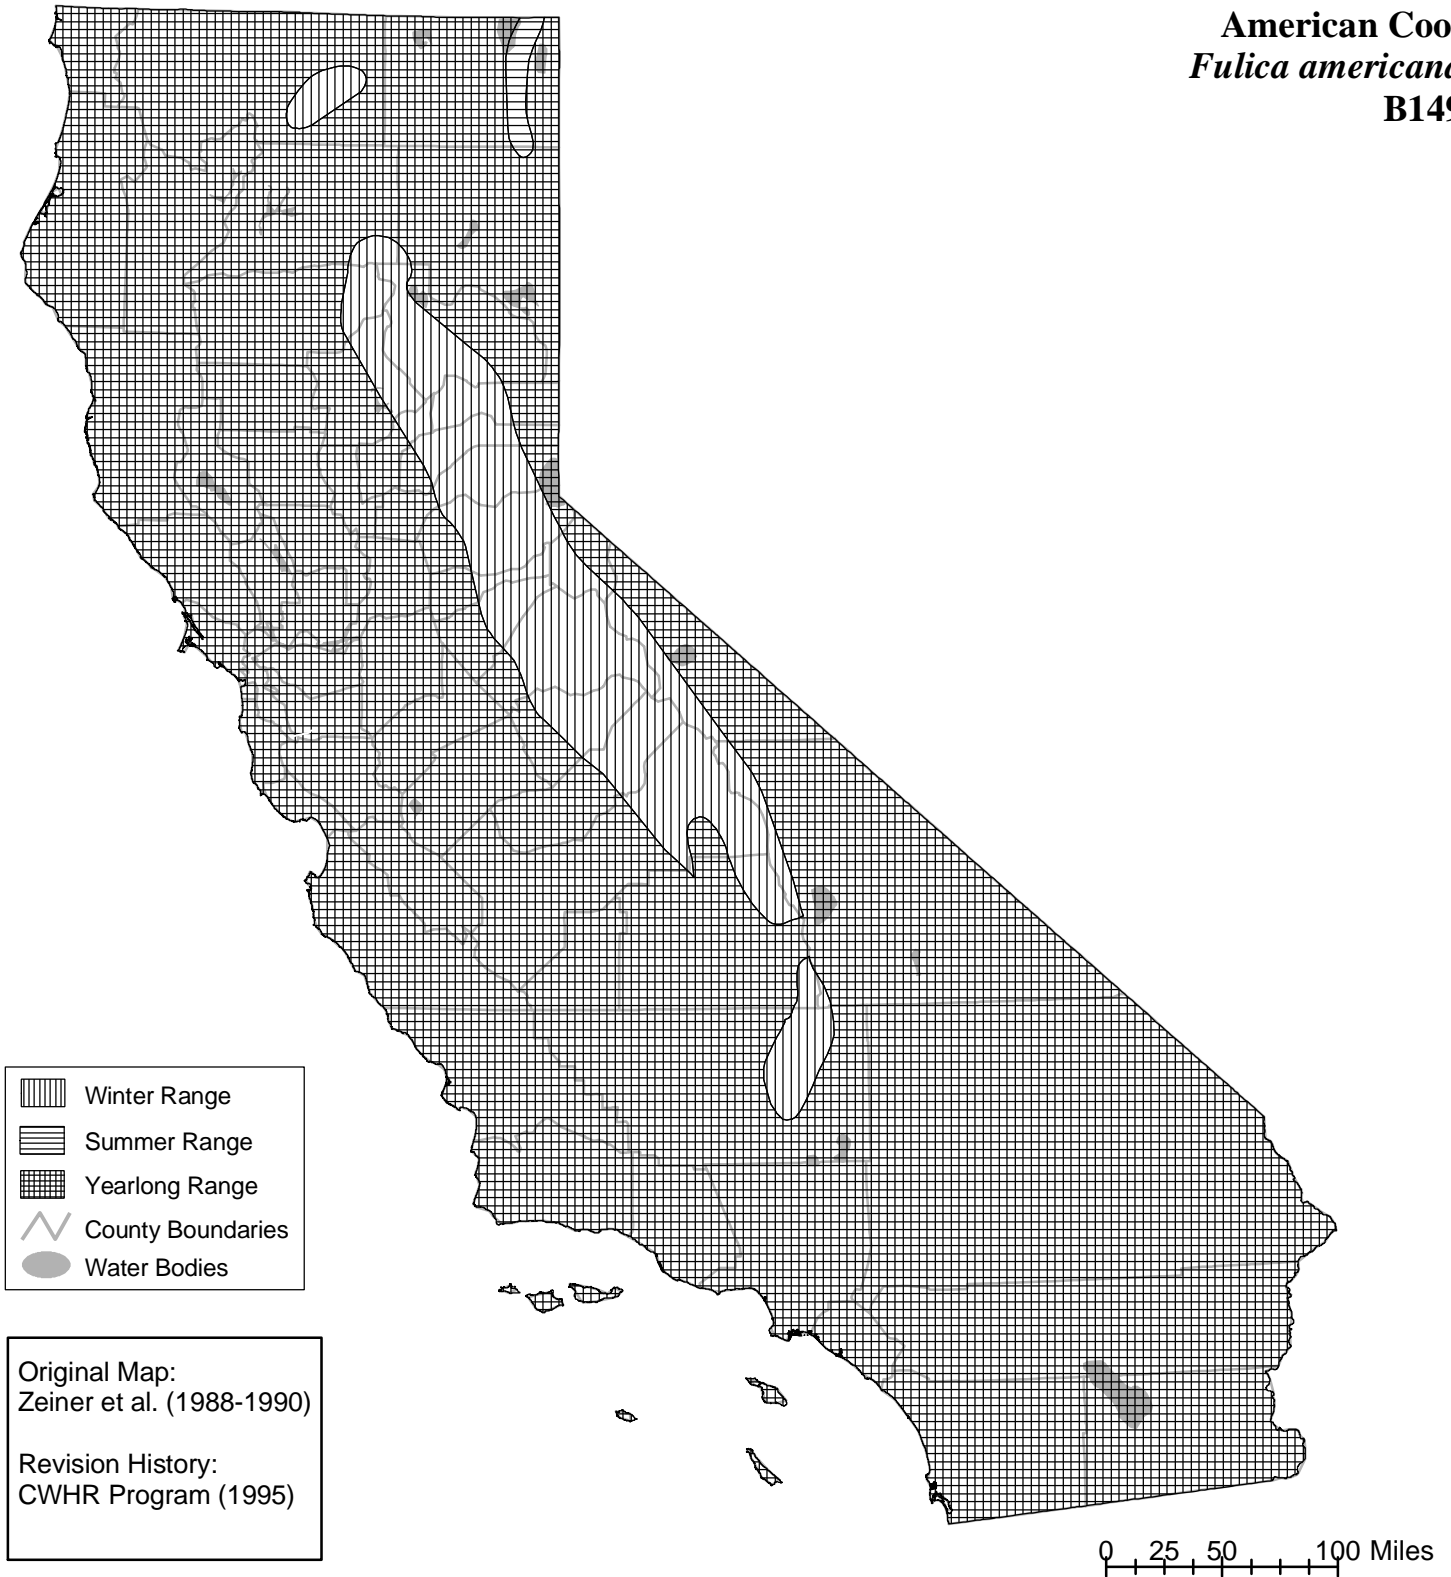 American Coo
Fulica americana
B149
Winter Range
Summer Range
Yearlong Range
County Boundaries
Water Bodies
Original Map:
Zeiner et al. (1988-1990)
Revision History:
CWHR Program (1995)
0 25 50 100 Miles